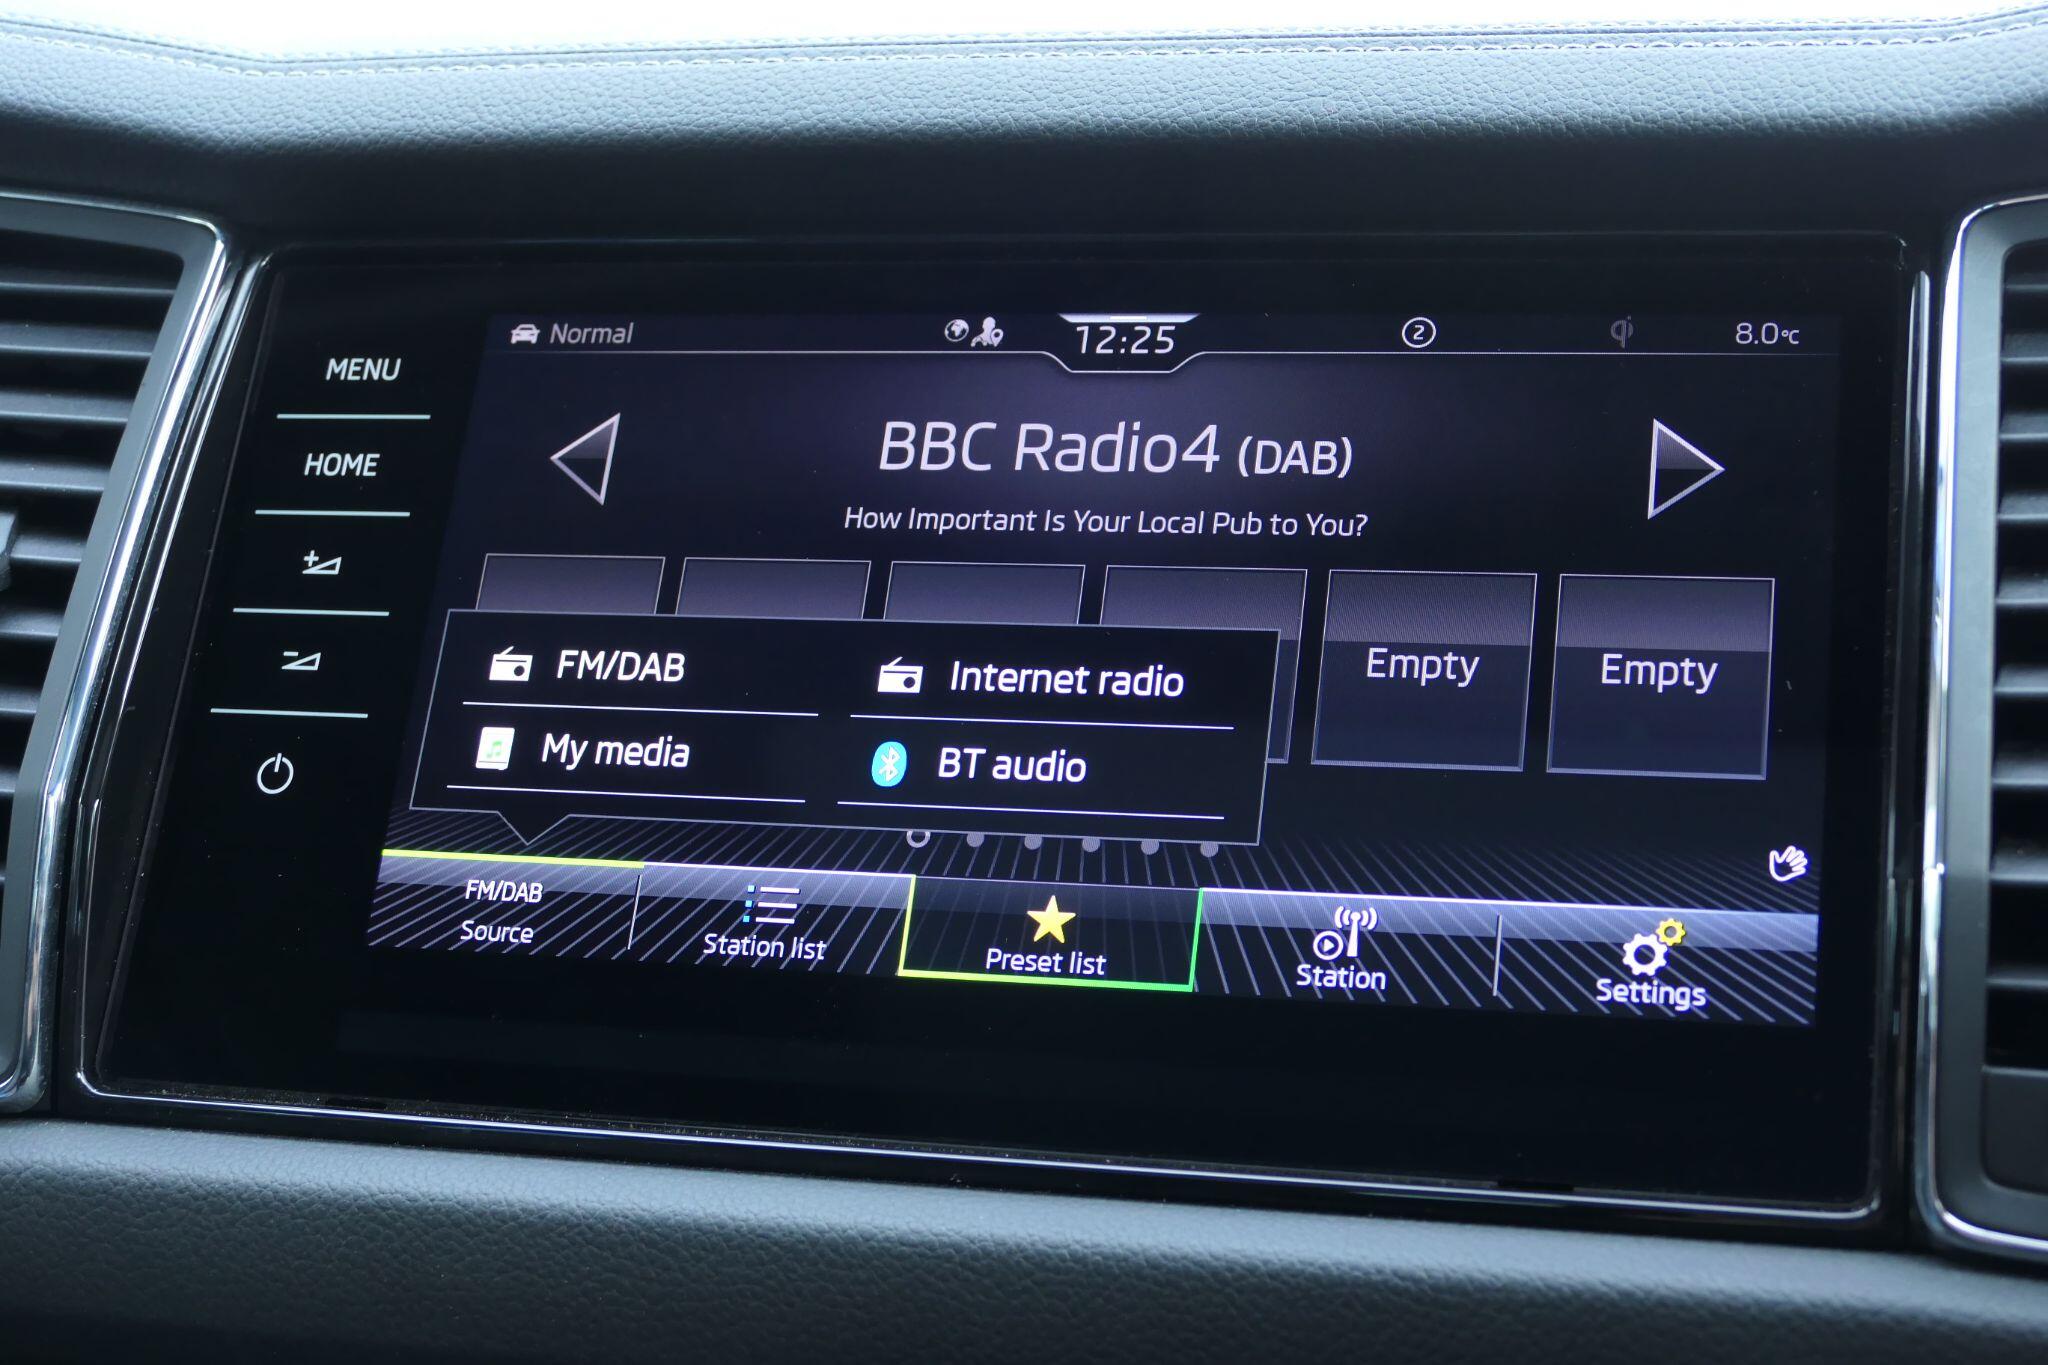 Normal
12:25
2
8.0°C
MENU
HOME
BBC Radio4 (DAB)
How Important Is Your Local Pub to You?
FM/DAB
Internet radio
My media
BT audio
Empty
Empty
FM/DAB
Source
Station list
Preset list
Station
Settings